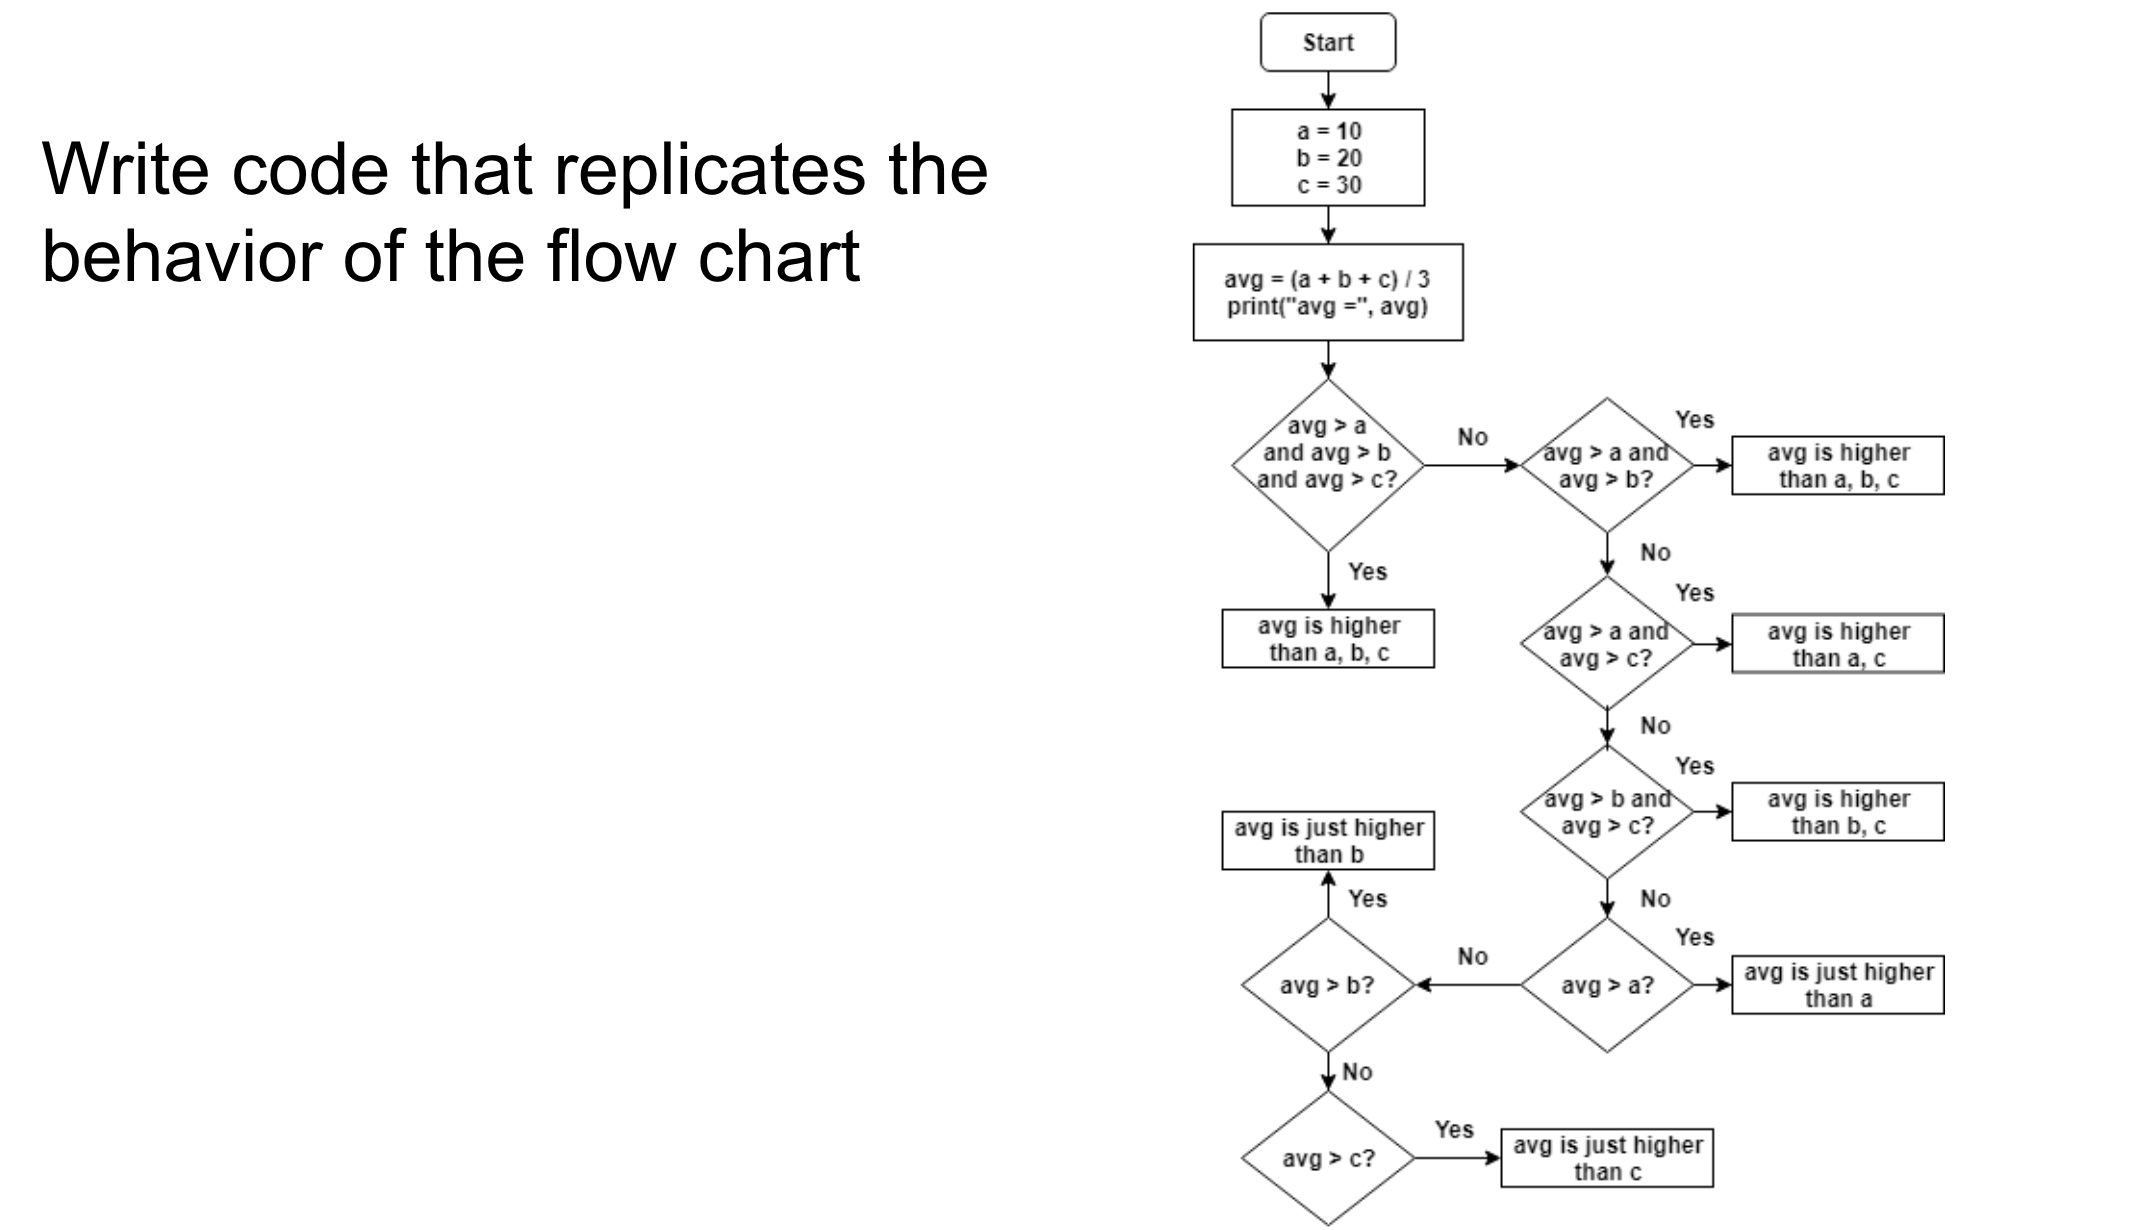 Write code that replicates the
behavior of the flow chart
Start
a = 10
b = 20
c = 30
avg = (a + b + c) / 3
print("avg =", avg)
avg > a
and avg > b
and avg > c?
No
avg > a and
avg > b?
Yes
avg is higher
than a, b, c
Yes
avg is higher
than a, b, c
No
avg > a and
avg > c?
Yes
avg is higher
than a, c
No
avg > b and
avg > c?
Yes
avg is higher
than b, c
No
avg > a?
Yes
avg is just higher
than a
No
avg > b?
Yes
avg is just higher
than b
No
avg > c?
Yes
avg is just higher
than c